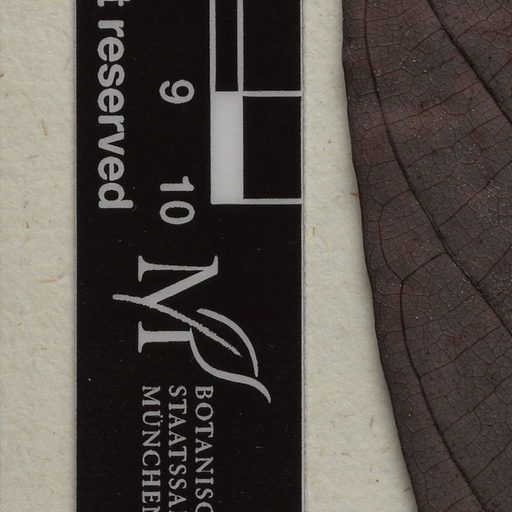 t reserved
9 10
M
BOTANISC
STAATSSA
MÜNCHEN